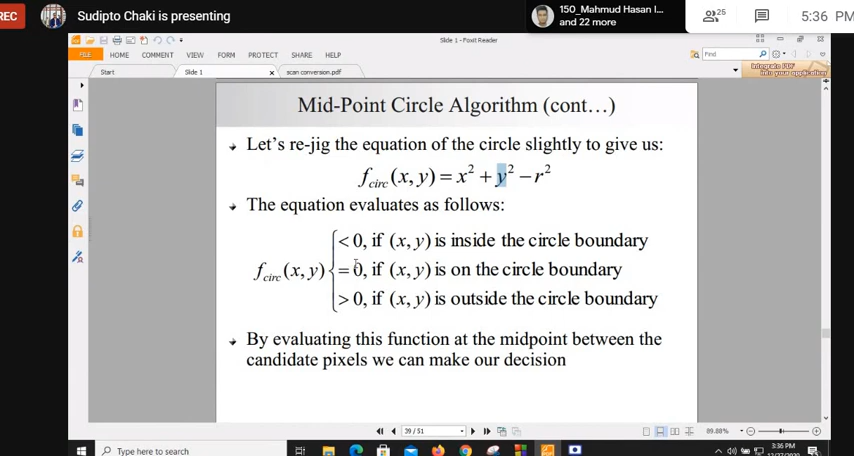 REC
Sudipto Chaki is presenting
150_Mahmud Hasan I...
and 22 more
25
5:36 PM
Slide 1 - Foxit Reader
FILE HOME COMMENT VIEW FORM PROTECT SHARE HELP
Find
Start
Slide 1
scan conversion.pdf
Mid-Point Circle Algorithm (cont…)
Let's re-jig the equation of the circle slightly to give us:
f_circ(x, y) = x² + y² − r²
The equation evaluates as follows:
< 0, if (x, y) is inside the circle boundary
f_circ(x, y) { = 0, if (x, y) is on the circle boundary
> 0, if (x, y) is outside the circle boundary
By evaluating this function at the midpoint between the
candidate pixels we can make our decision
39 / 51
89.88%
Type here to search
3:36 PM